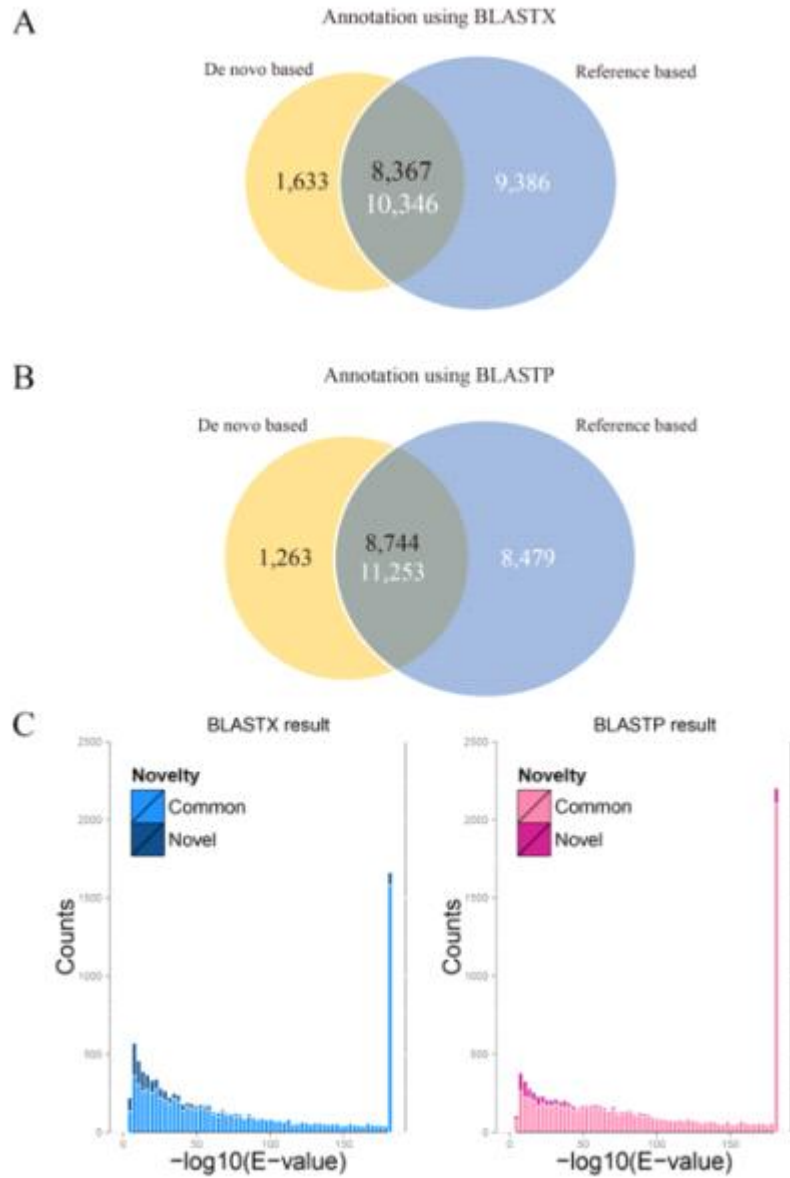 A
Annotation using BLASTX
De novo based
Reference based
1,633
8,367
10,346
9,386
B
Annotation using BLASTP
De novo based
Reference based
1,263
8,744
11,253
8,479
C
BLASTX result
2500
2000
1500
1000
500
0
Counts
Novelty
Common
Novel
0 50 100 150
−log10(E−value)
BLASTP result
2500
2000
1500
1000
500
0
Counts
Novelty
Common
Novel
0 50 100 150
−log10(E−value)